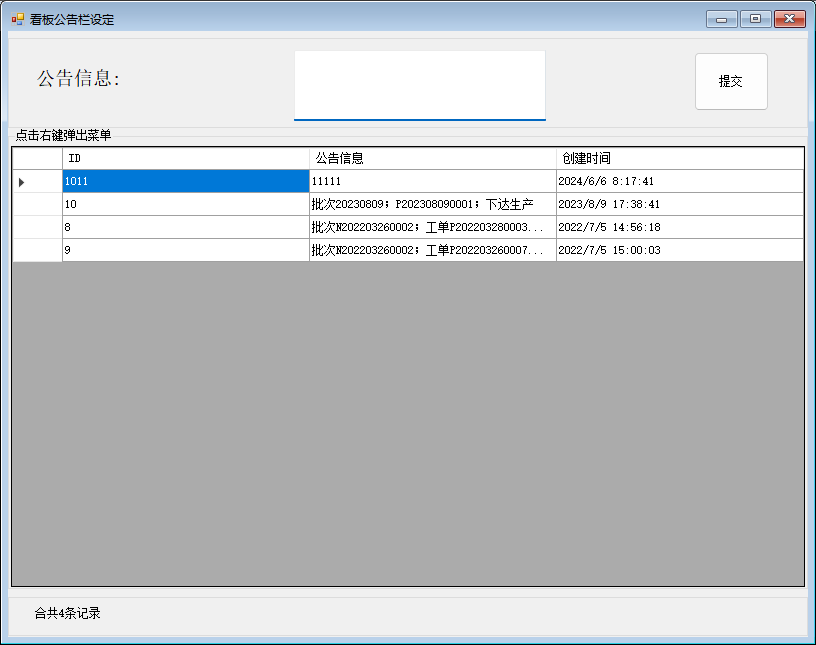 看板公告栏设定
公告信息:
提交
点击右键弹出菜单
ID 公告信息 创建时间
1011 11111 2024/6/6 8:17:41
10 批次20230809；P202308090001；下达生产 2023/8/9 17:38:41
8 批次N202203260002；工单P202203280003... 2022/7/5 14:56:18
9 批次N202203260002；工单P202203260007... 2022/7/5 15:00:03
合共4条记录